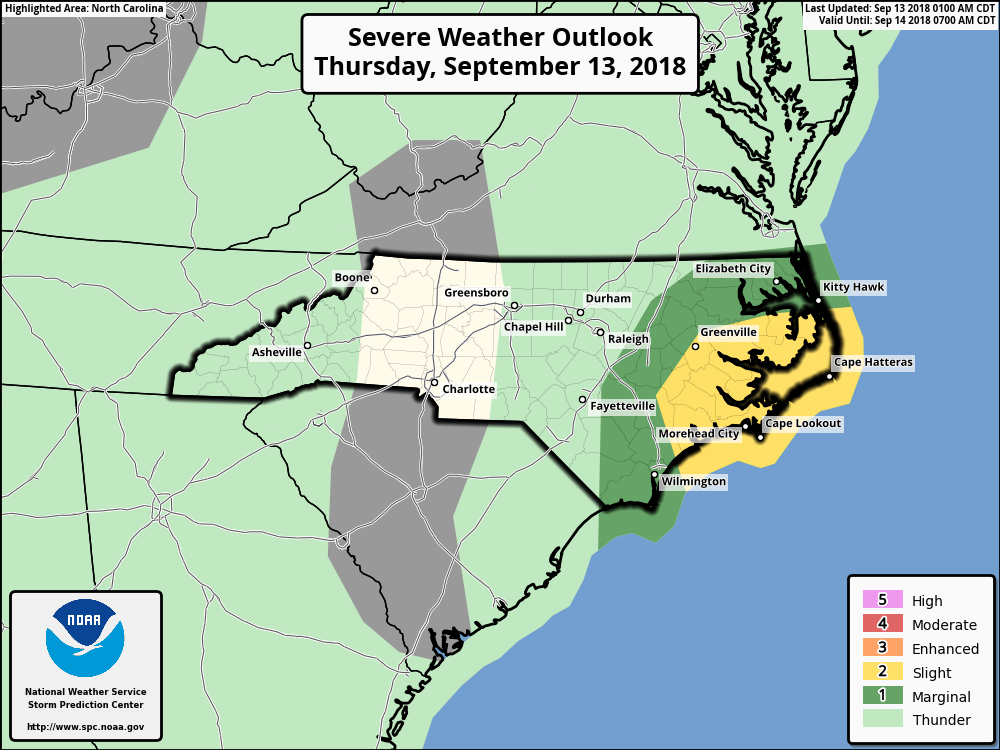 Highlighted Area: North Carolina
Last Updated: Sep 13 2018 0100 AM CDT
Valid Until: Sep 14 2018 0700 AM CDT
Severe Weather Outlook
Thursday, September 13, 2018
Elizabeth City
Boone
Kitty Hawk
Greensboro
Durham
Chapel Hill
Greenville
Raleigh
Asheville
Cape Hatteras
Charlotte
Fayetteville
Cape Lookout
Morehead City
Wilmington
NOAA
National Weather Service
Storm Prediction Center
http://www.spc.noaa.gov
5 High
4 Moderate
3 Enhanced
2 Slight
1 Marginal
Thunder